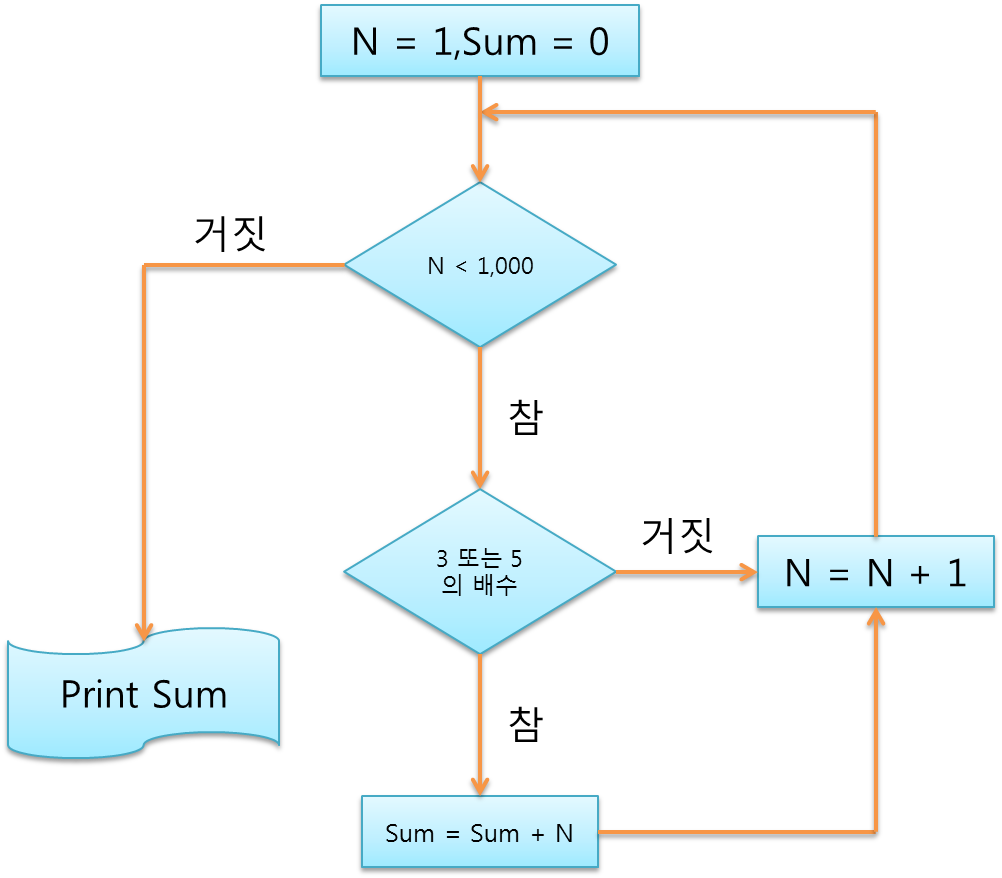 N = 1,Sum = 0
거짓
N < 1,000
참
3 또는 5
의 배수
거짓
N = N + 1
Print Sum
참
Sum = Sum + N